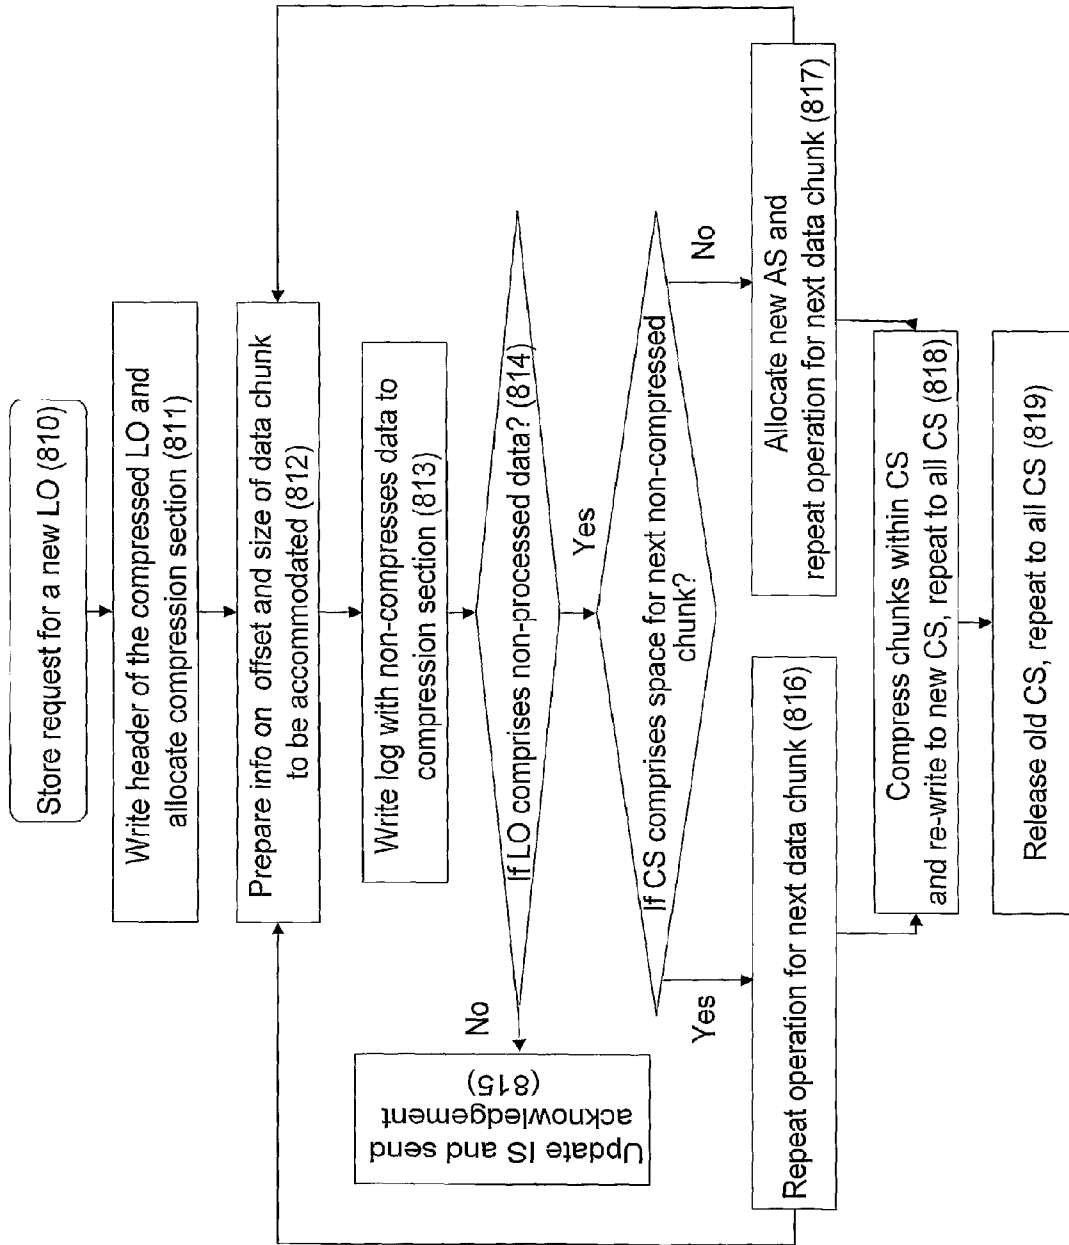 Store request for a new LO (810)
Write header of the compressed LO and
allocate compression section (811)
Prepare info on offset and size of data chunk
to be accommodated (812)
Write log with non-compresses data to
compression section (813)
If LO comprises non-processed data? (814)
No
Update IS and send
acknowledgement
(815)
Yes
If CS comprises space for next non-compressed
chunk?
Yes
No
Repeat operation for next data chunk (816)
Allocate new AS and
repeat operation for next data chunk (817)
Compress chunks within CS
and re-write to new CS, repeat to all CS (818)
Release old CS, repeat to all CS (819)